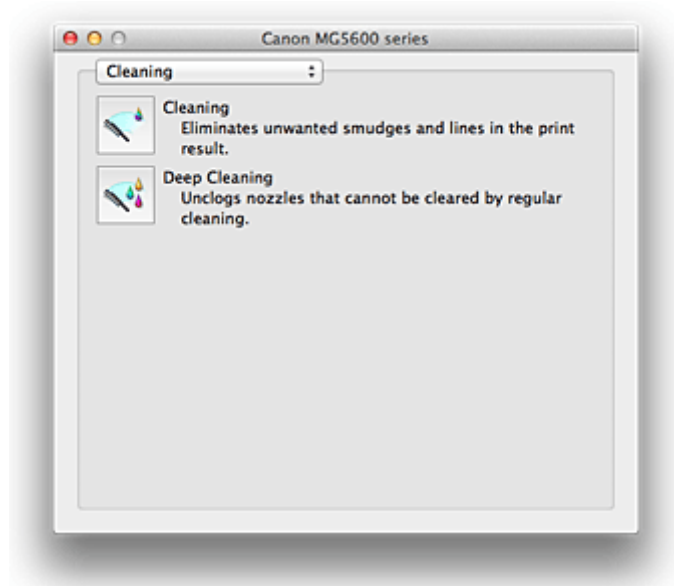 Canon MG5600 series
Cleaning
Cleaning
Eliminates unwanted smudges and lines in the print
result.
Deep Cleaning
Unclogs nozzles that cannot be cleared by regular
cleaning.